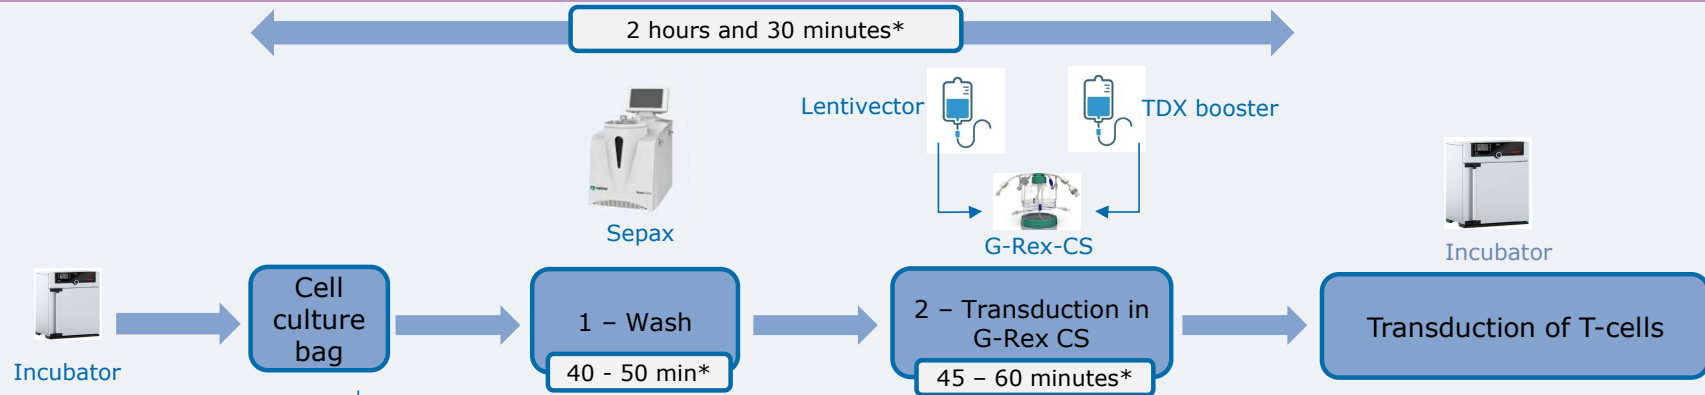 2 hours and 30 minutes*
Lentivector
TDX booster
Sepax
G-Rex-CS
Incubator
Incubator
Cell
culture
bag
1 – Wash
40 - 50 min*
2 – Transduction in
G-Rex CS
45 – 60 minutes*
Transduction of T-cells